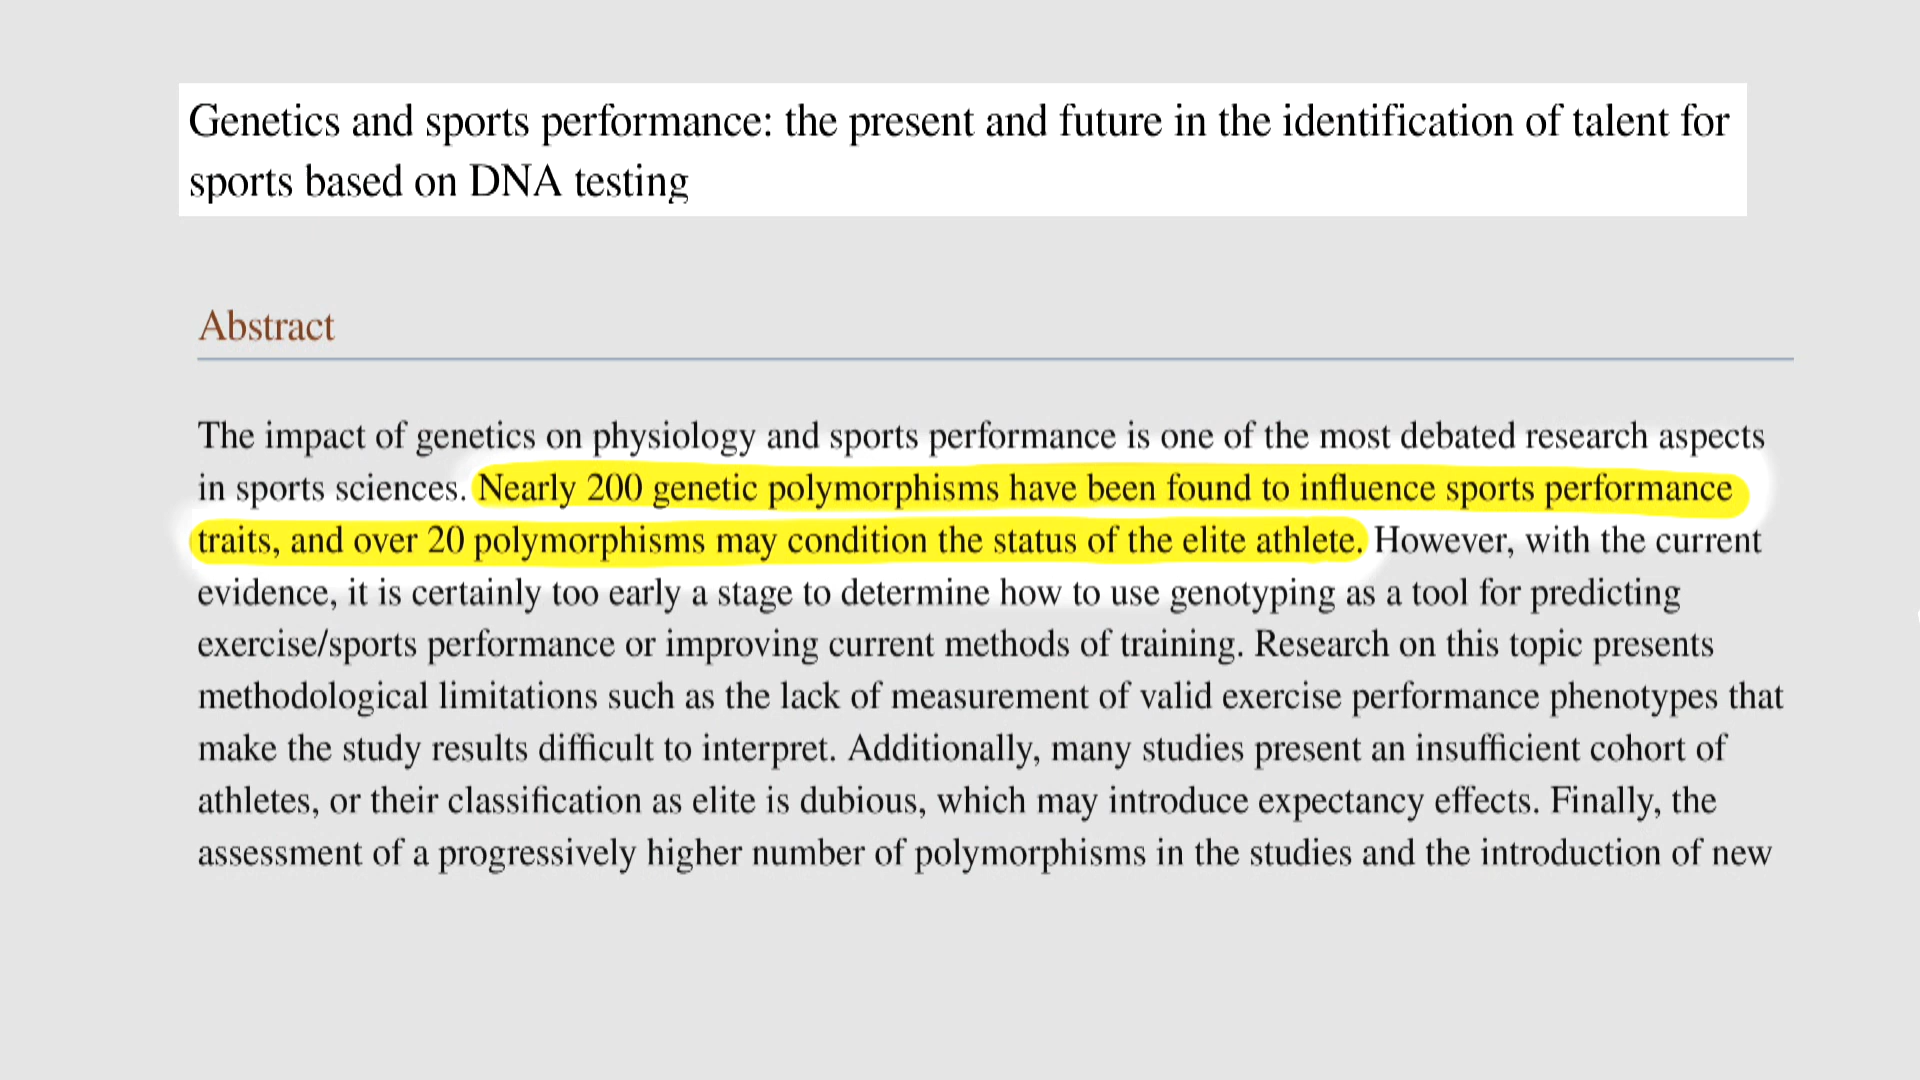 Genetics and sports performance: the present and future in the identification of talent for
sports based on DNA testing
Abstract
The impact of genetics on physiology and sports performance is one of the most debated research aspects
in sports sciences. Nearly 200 genetic polymorphisms have been found to influence sports performance
traits, and over 20 polymorphisms may condition the status of the elite athlete. However, with the current
evidence, it is certainly too early a stage to determine how to use genotyping as a tool for predicting
exercise/sports performance or improving current methods of training. Research on this topic presents
methodological limitations such as the lack of measurement of valid exercise performance phenotypes that
make the study results difficult to interpret. Additionally, many studies present an insufficient cohort of
athletes, or their classification as elite is dubious, which may introduce expectancy effects. Finally, the
assessment of a progressively higher number of polymorphisms in the studies and the introduction of new